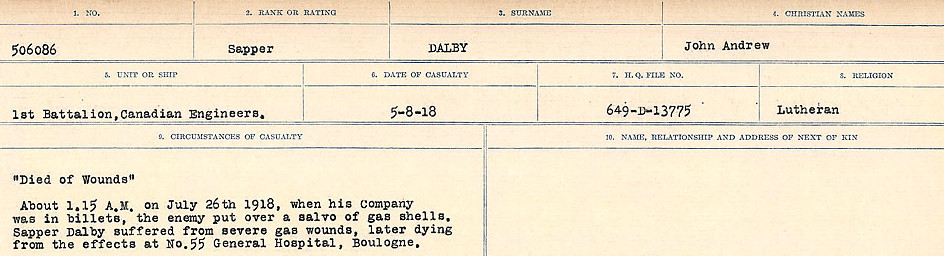 1. NO. 2. RANK OR RATING 3. SURNAME 4. CHRISTIAN NAMES
506086 Sapper DALBY John Andrew
5. UNIT OR SHIP 6. DATE OF CASUALTY 7. H.Q. FILE NO. 8. RELIGION
1st Battalion,Canadian Engineers. 5-8-18 649-D-13775 Lutheran
9. CIRCUMSTANCES OF CASUALTY 10. NAME, RELATIONSHIP AND ADDRESS OF NEXT OF KIN
"Died of Wounds"
About 1.15 A.M. on July 26th 1918, when his Company
was in billets, the enemy put over a salvo of gas shells.
Sapper Dalby suffered from severe gas wounds, later dying
from the effects at No.55 General Hospital, Boulogne.